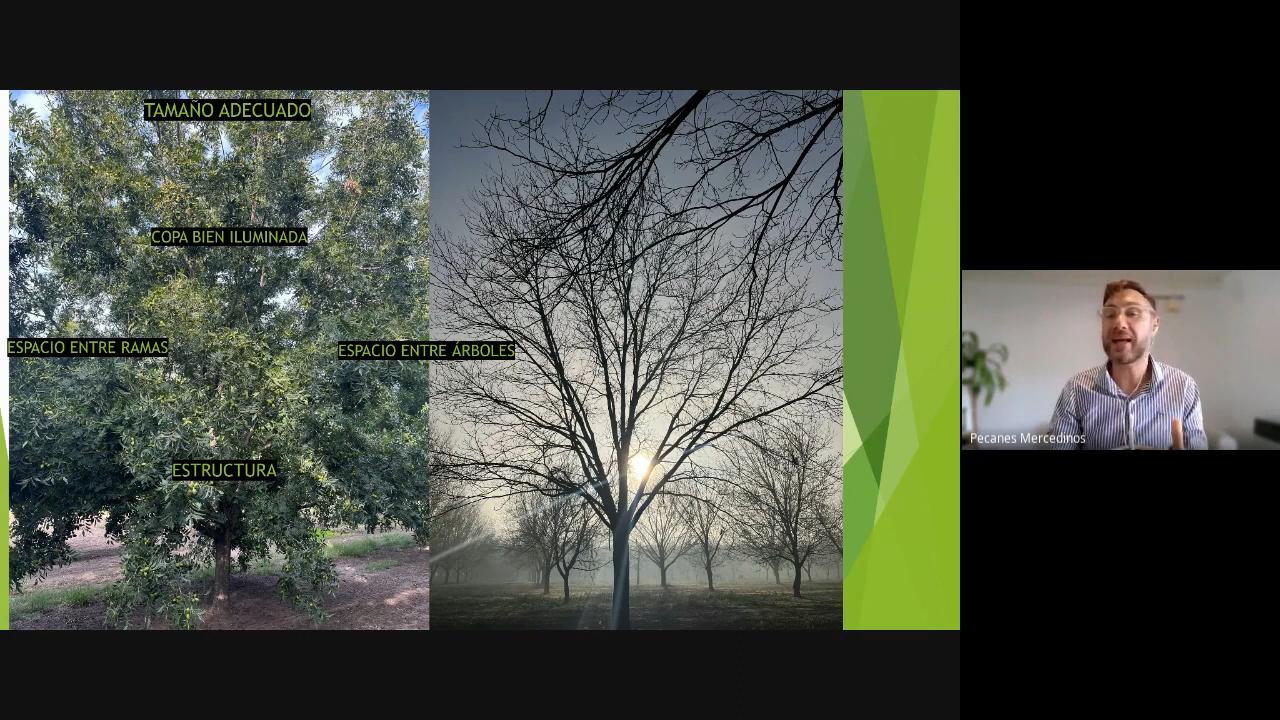 TAMAÑO ADECUADO
COPA BIEN ILUMINADA
ESPACIO ENTRE RAMAS
ESPACIO ENTRE ÁRBOLES
ESTRUCTURA
Pecanes Mercedinos